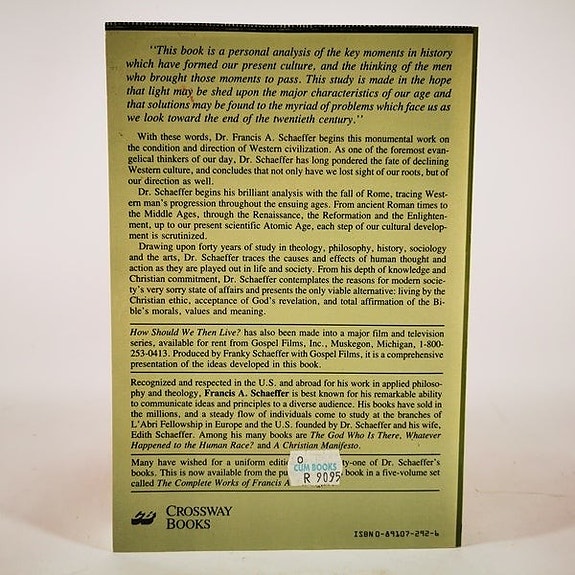 "This book is a personal analysis of the key moments in history
which have formed our present culture, and the thinking of the men
who brought those moments to pass. This study is made in the hope
that light may be shed upon the major characteristics of our age and
that solutions may be found to the myriad of problems which face us as
we look toward the end of the twentieth century."
With these words, Dr. Francis A. Schaeffer begins this monumental work on
the condition and direction of Western civilization. As one of the foremost evan-
gelical thinkers of our day, Dr. Schaeffer has long pondered the fate of declining
Western culture, and concludes that not only have we lost sight of our roots, but of
our direction as well.
Dr. Schaeffer begins his brilliant analysis with the fall of Rome, tracing West-
ern man's progression throughout the ensuing ages. From ancient Roman times to
the Middle Ages, through the Renaissance, the Reformation and the Enlighten-
ment, up to our present scientific Atomic Age, each step of our cultural develop-
ment is scrutinized.
Drawing upon forty years of study in theology, philosophy, history, sociology
and the arts, Dr. Schaeffer traces the causes and effects of human thought and
action as they are played out in life and society. From his depth of knowledge and
Christian commitment, Dr. Schaeffer contemplates the reasons for modern socie-
ty's very sorry state of affairs and presents the only viable alternative: living by the
Christian ethic, acceptance of God's revelation, and total affirmation of the Bi-
ble's morals, values and meaning.
How Should We Then Live? has also been made into a major film and television
series, available for rent from Gospel Films, Inc., Muskegon, Michigan, 1-800-
253-0413. Produced by Franky Schaeffer with Gospel Films, it is a comprehensive
presentation of the ideas developed in this book.
Recognized and respected in the U.S. and abroad for his work in applied philoso-
phy and theology, Francis A. Schaeffer is best known for his remarkable ability
to communicate ideas and principles to a diverse audience. His books have sold in
the millions, and a steady flow of individuals come to study at the branches of
L'Abri Fellowship in Europe and the U.S. founded by Dr. Schaeffer and his wife,
Edith Schaeffer. Among his many books are The God Who Is There, Whatever
Happened to the Human Race? and A Christian Manifesto.
Many have wished for a uniform editi ty-one of Dr. Schaeffer's
books. This is now available from the pu book in a five-volume set
called The Complete Works of Francis A
CUM BOOKS
R 9095
CROSSWAY
BOOKS
ISBN 0-89107-292-6